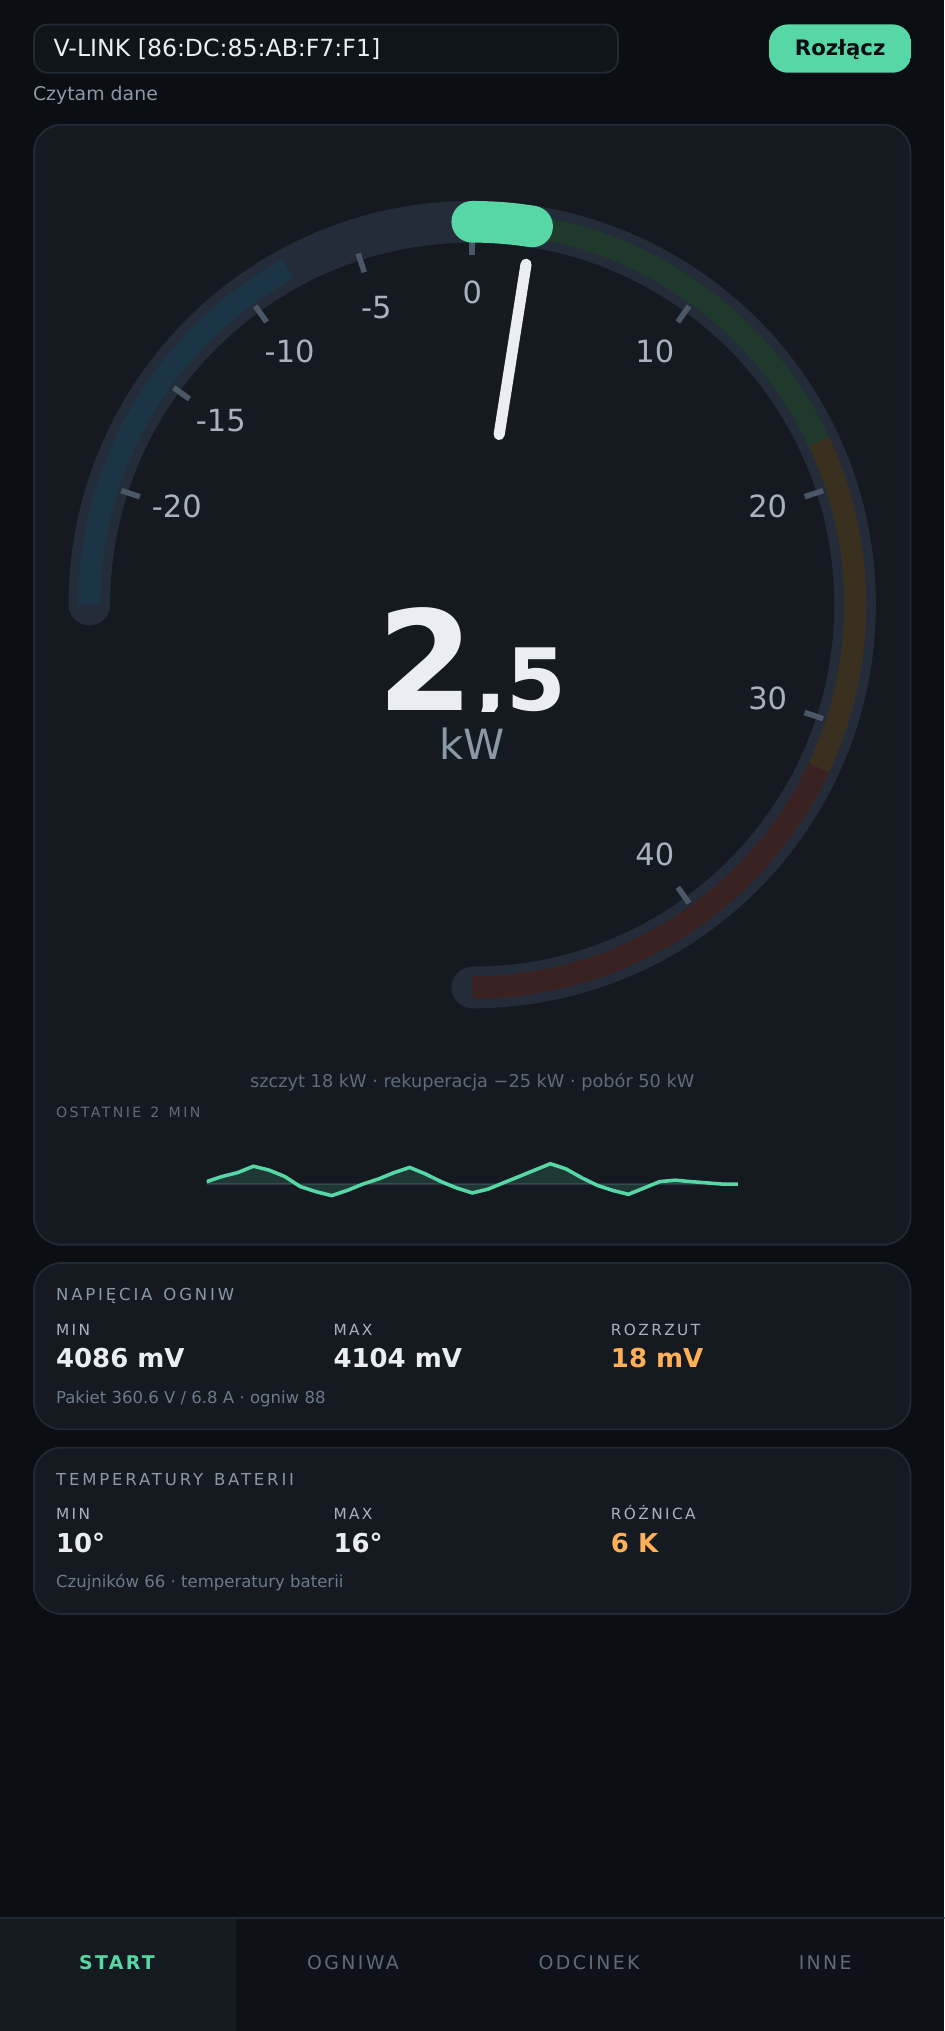 V-LINK [86:DC:85:AB:F7:F1]
Rozłącz
Czytam dane
0
-5
-10
-15
-20
10
20
30
40
2,5
kW
szczyt 18 kW · rekuperacja −25 kW · pobór 50 kW
OSTATNIE 2 MIN
NAPIĘCIA OGNIW
MIN MAX ROZRZUT
4086 mV 4104 mV 18 mV
Pakiet 360.6 V / 6.8 A · ogniw 88
TEMPERATURY BATERII
MIN MAX RÓŻNICA
10° 16° 6 K
Czujników 66 · temperatury baterii
START OGNIWA ODCINEK INNE